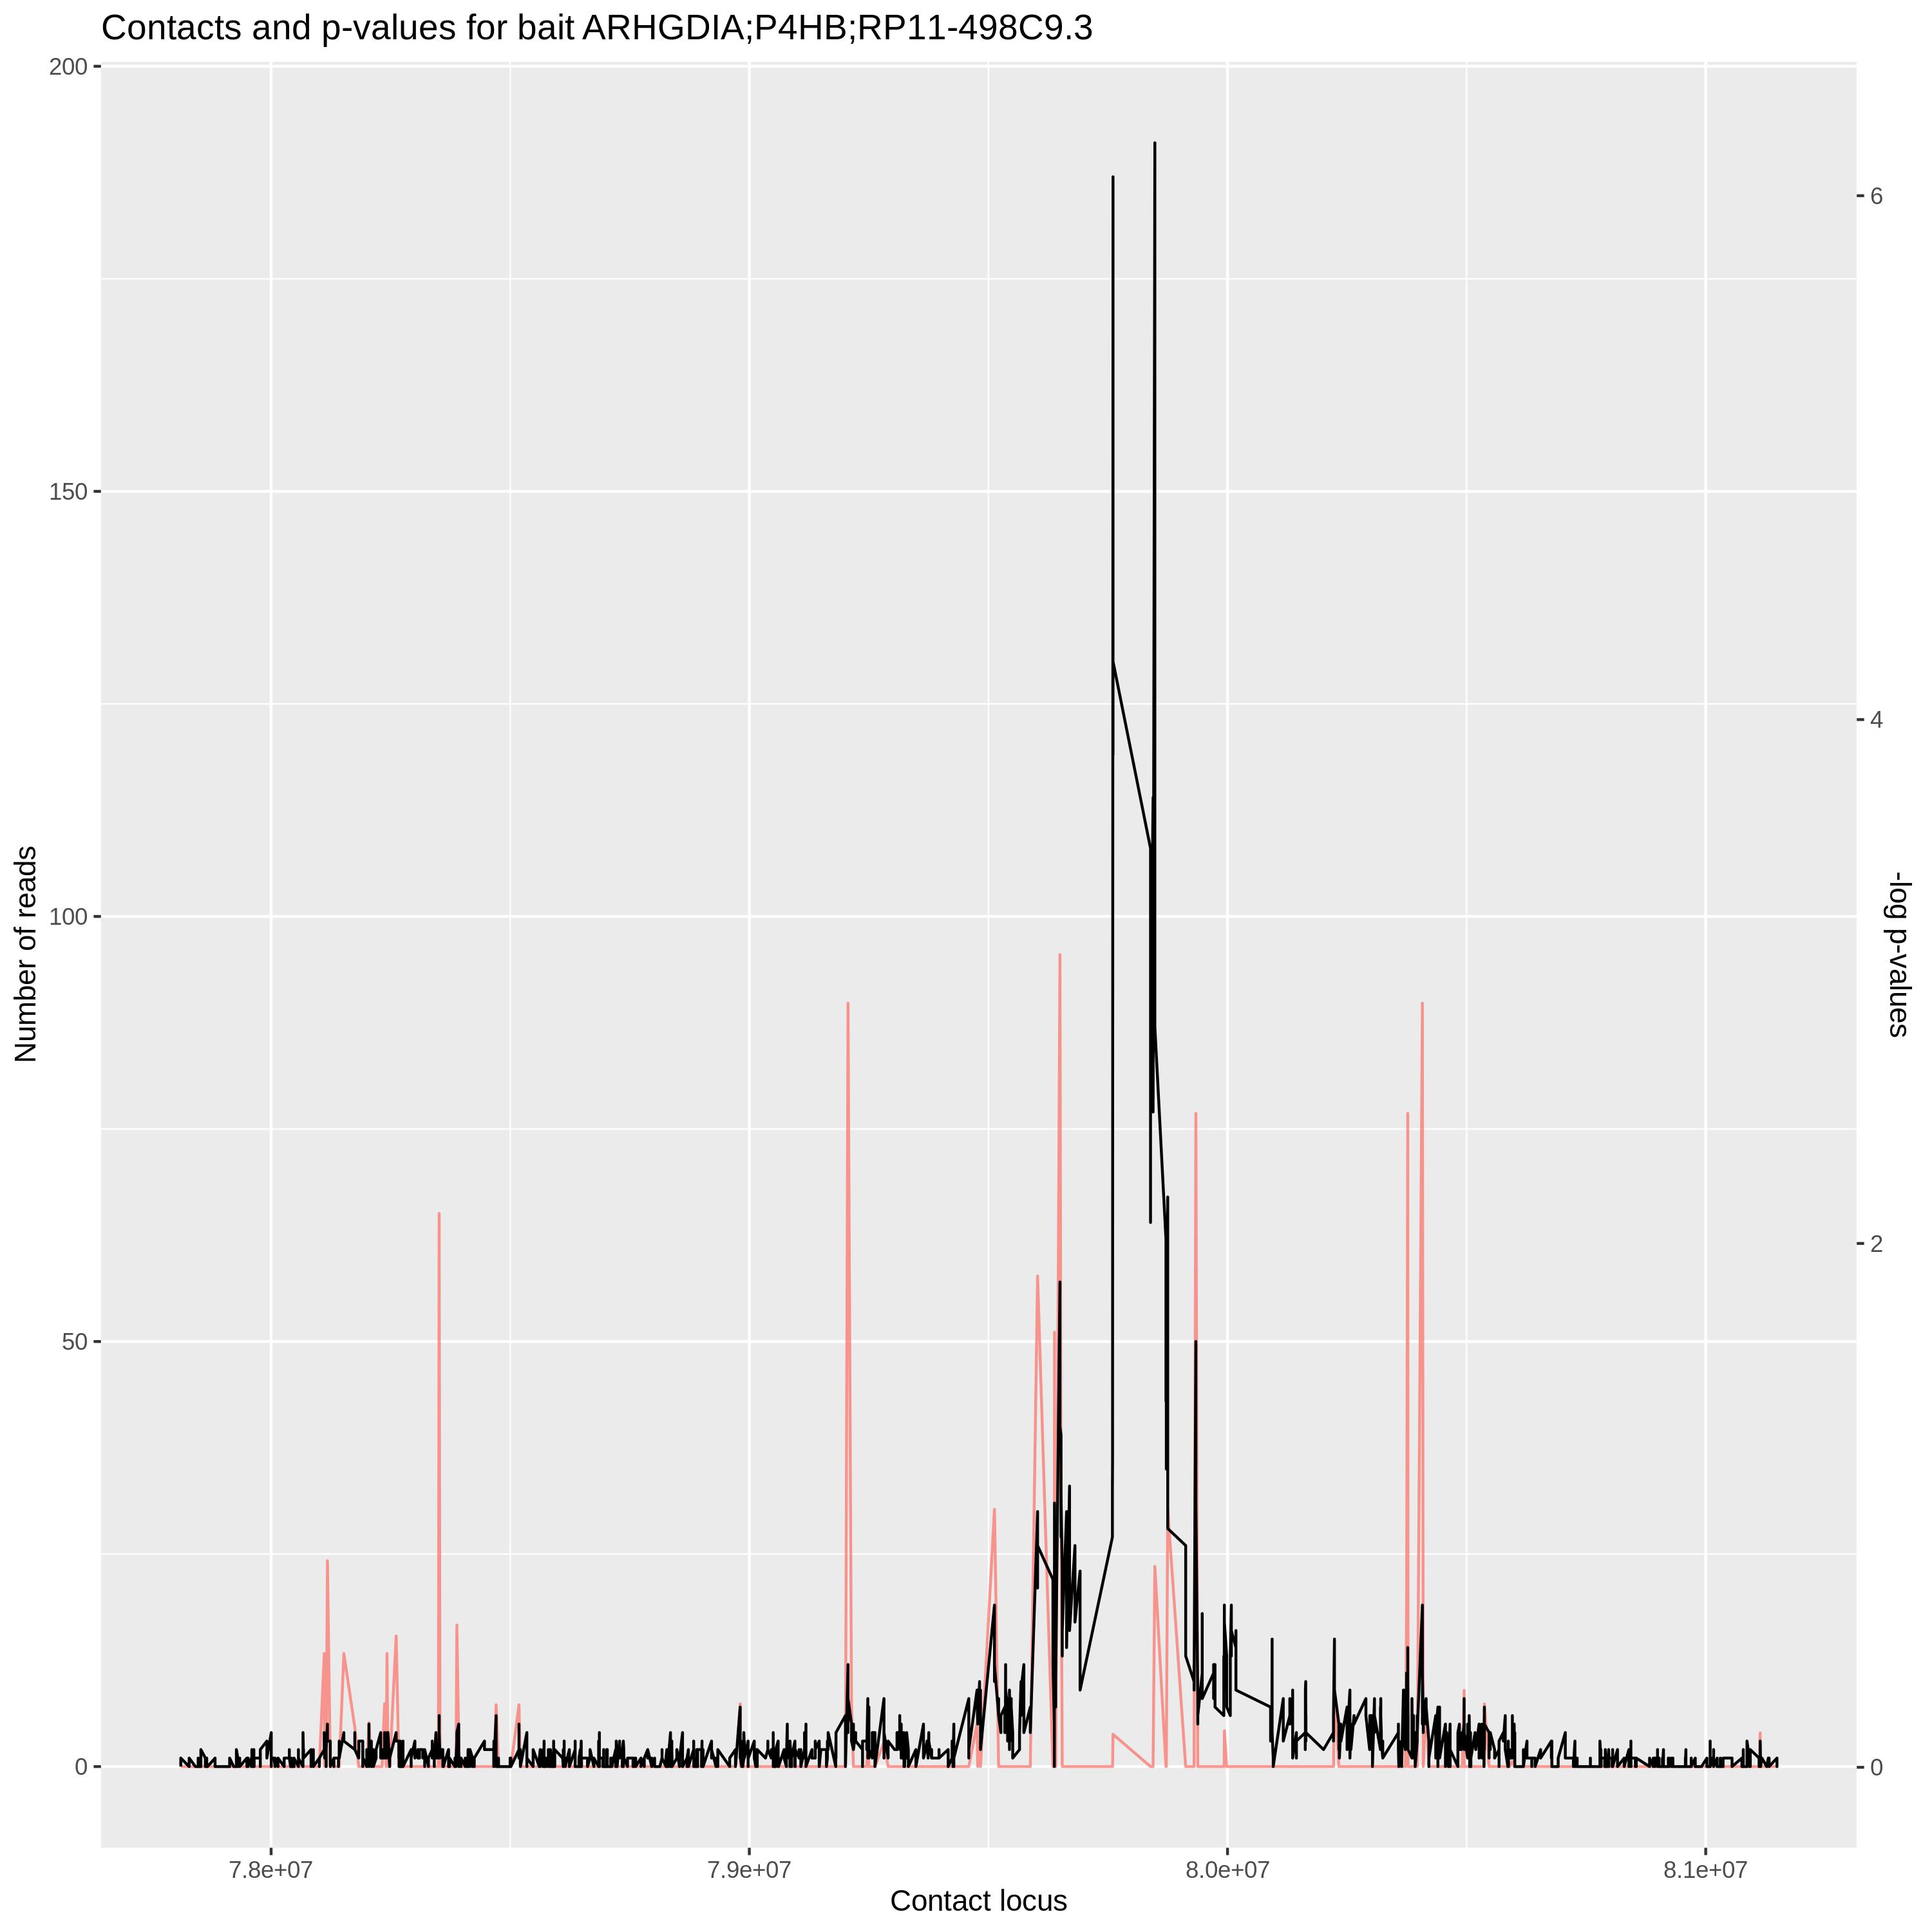 Contacts and p-values for bait ARHGDIA;P4HB;RP11-498C9.3
200
150
100
50
0
Number of reads
6
4
2
0
-log p-values
7.8e+07 7.9e+07 8.0e+07 8.1e+07
Contact locus